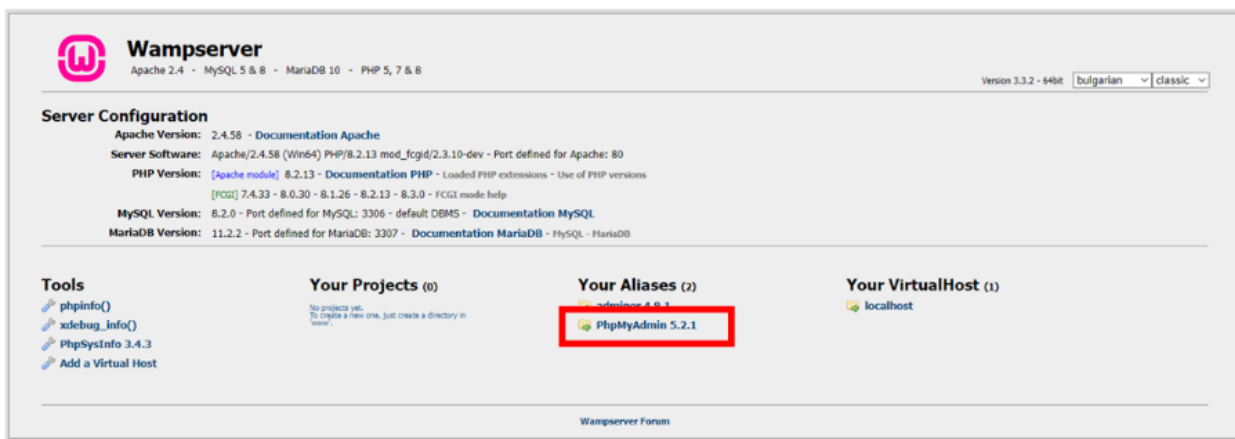 Wampserver
Apache 2.4 - MySQL 5 & 8 - MariaDB 10 - PHP 5, 7 & 8
Version 3.3.2 - 64bit bulgarian classic
Server Configuration
Apache Version: 2.4.58 - Documentation Apache
Server Software: Apache/2.4.58 (Win64) PHP/8.2.13 mod_fcgid/2.3.10-dev - Port defined for Apache: 80
PHP Version: [Apache module] 8.2.13 - Documentation PHP - Loaded PHP extensions - Use of PHP versions
[FCGI] 7.4.33 - 8.0.30 - 8.1.26 - 8.2.13 - 8.3.0 - FCGI mode help
MySQL Version: 8.2.0 - Port defined for MySQL: 3306 - default DBMS - Documentation MySQL
MariaDB Version: 11.2.2 - Port defined for MariaDB: 3307 - Documentation MariaDB - MySQL - MariaDB
Tools
phpinfo()
xdebug_info()
PhpSysInfo 3.4.3
Add a Virtual Host
Your Projects (0)
No projects yet.
To create a new one, just create a directory in
'www'.
Your Aliases (2)
adminer 4.8.1
PhpMyAdmin 5.2.1
Your VirtualHost (1)
localhost
Wampserver Forum